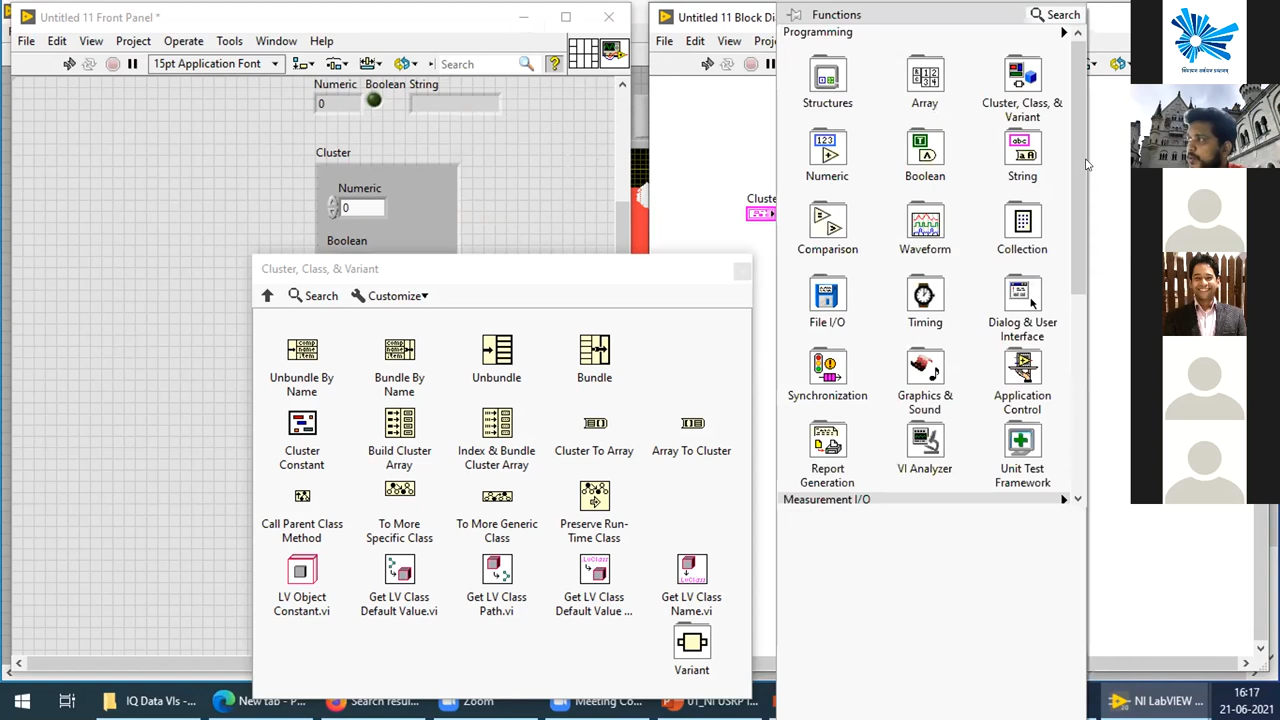 Untitled 11 Front Panel *
File Edit View Project Operate Tools Window Help
15pt Application Font
Search
Numeric Boolean String
0
Cluster
Numeric
0
Boolean
Untitled 11 Block Di
File Edit View Proj
Cluste
Cluster, Class, & Variant
Search Customize
Unbundle By Name
Bundle By Name
Unbundle
Bundle
Cluster Constant
Build Cluster Array
Index & Bundle Cluster Array
Cluster To Array
Array To Cluster
Call Parent Class Method
To More Specific Class
To More Generic Class
Preserve Run-Time Class
LV Object Constant.vi
Get LV Class Default Value.vi
Get LV Class Path.vi
Get LV Class Default Value ...
Get LV Class Name.vi
Variant
Functions
Search
Programming
Structures
Array
Cluster, Class, & Variant
Numeric
Boolean
String
Comparison
Waveform
Collection
File I/O
Timing
Dialog & User Interface
Synchronization
Graphics & Sound
Application Control
Report Generation
VI Analyzer
Unit Test Framework
Measurement I/O
IQ Data VIs -...
New tab - P...
Search resul...
Zoom
Meeting Co...
01_NI USRP I...
NI LabVIEW ...
16:17
21-06-2021